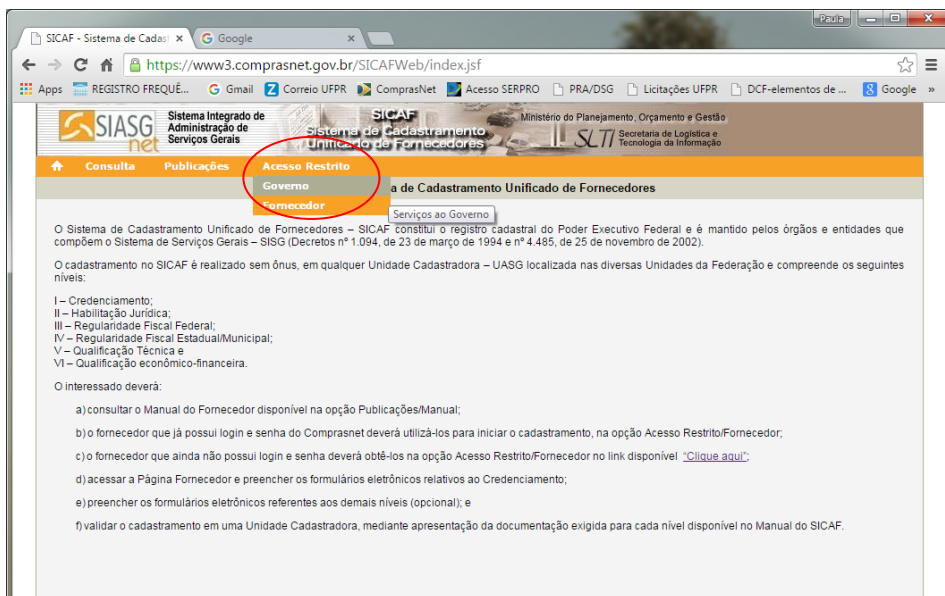 Paula
SICAF - Sistema de Cadas
Google
https://www3.comprasnet.gov.br/SICAFWeb/index.jsf
Apps REGISTRO FREQUÊ... Gmail Correio UFPR ComprasNet Acesso SERPRO PRA/DSG Licitações UFPR DCF-elementos de ... Google »
SIASG
net
Sistema Integrado de
Administração de
Serviços Gerais
SICAF
Sistema de Cadastramento
Unificado de Fornecedores
Ministério do Planejamento, Orçamento e Gestão
SLTI
Secretaria de Logística e
Tecnologia da Informação
Consulta Publicações Acesso Restrito
Governo
Fornecedor
a de Cadastramento Unificado de Fornecedores
Serviços ao Governo
O Sistema de Cadastramento Unificado de Fornecedores – SICAF constitui o registro cadastral do Poder Executivo Federal e é mantido pelos órgãos e entidades que
compõem o Sistema de Serviços Gerais – SISG (Decretos nº 1.094, de 23 de março de 1994 e nº 4.485, de 25 de novembro de 2002).
O cadastramento no SICAF é realizado sem ônus, em qualquer Unidade Cadastradora – UASG localizada nas diversas Unidades da Federação e compreende os seguintes
níveis:
I – Credenciamento;
II – Habilitação Jurídica;
III – Regularidade Fiscal Federal;
IV – Regularidade Fiscal Estadual/Municipal;
V – Qualificação Técnica e
VI – Qualificação econômico-financeira.
O interessado deverá:
a) consultar o Manual do Fornecedor disponível na opção Publicações/Manual;
b) o fornecedor que já possui login e senha do Comprasnet deverá utilizá-los para iniciar o cadastramento, na opção Acesso Restrito/Fornecedor;
c) o fornecedor que ainda não possui login e senha deverá obtê-los na opção Acesso Restrito/Fornecedor no link disponível "Clique aqui";
d) acessar a Página Fornecedor e preencher os formulários eletrônicos relativos ao Credenciamento;
e) preencher os formulários eletrônicos referentes aos demais níveis (opcional); e
f) validar o cadastramento em uma Unidade Cadastradora, mediante apresentação da documentação exigida para cada nível disponível no Manual do SICAF.